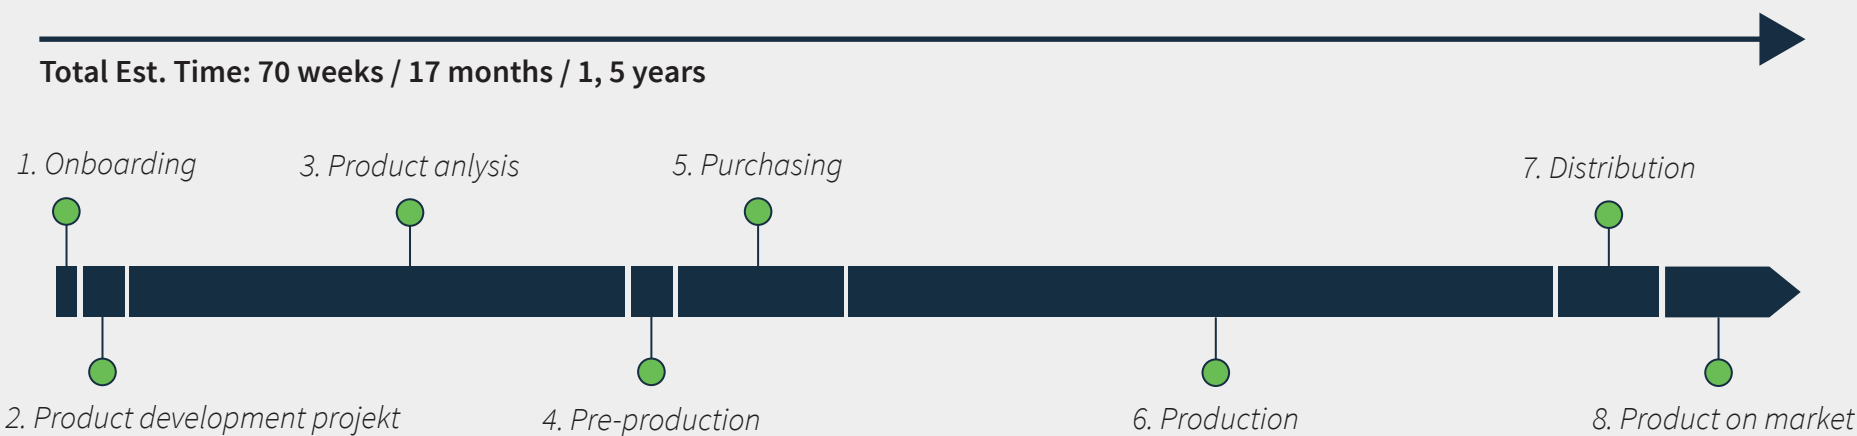 Total Est. Time: 70 weeks / 17 months / 1, 5 years
1. Onboarding
3. Product anlysis
5. Purchasing
7. Distribution
2. Product development projekt
4. Pre-production
6. Production
8. Product on market